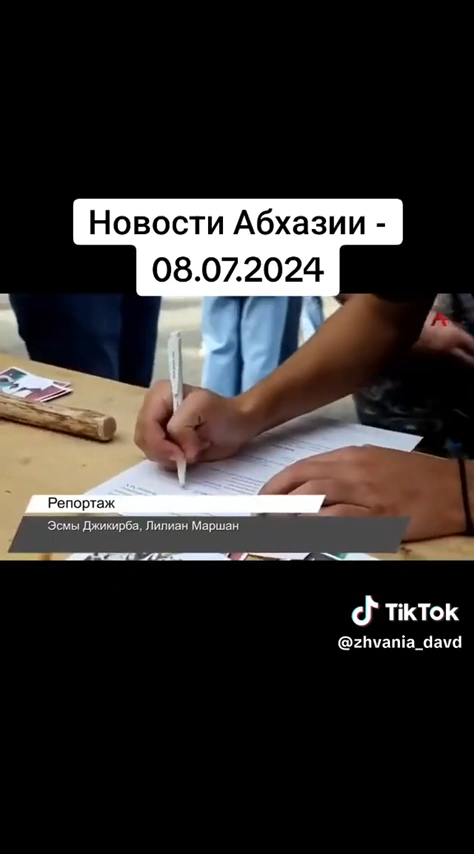 Новости Абхазии -
08.07.2024
Репортаж
Эсмы Джикирба, Лилиан Маршан
TikTok
@zhvania_davd